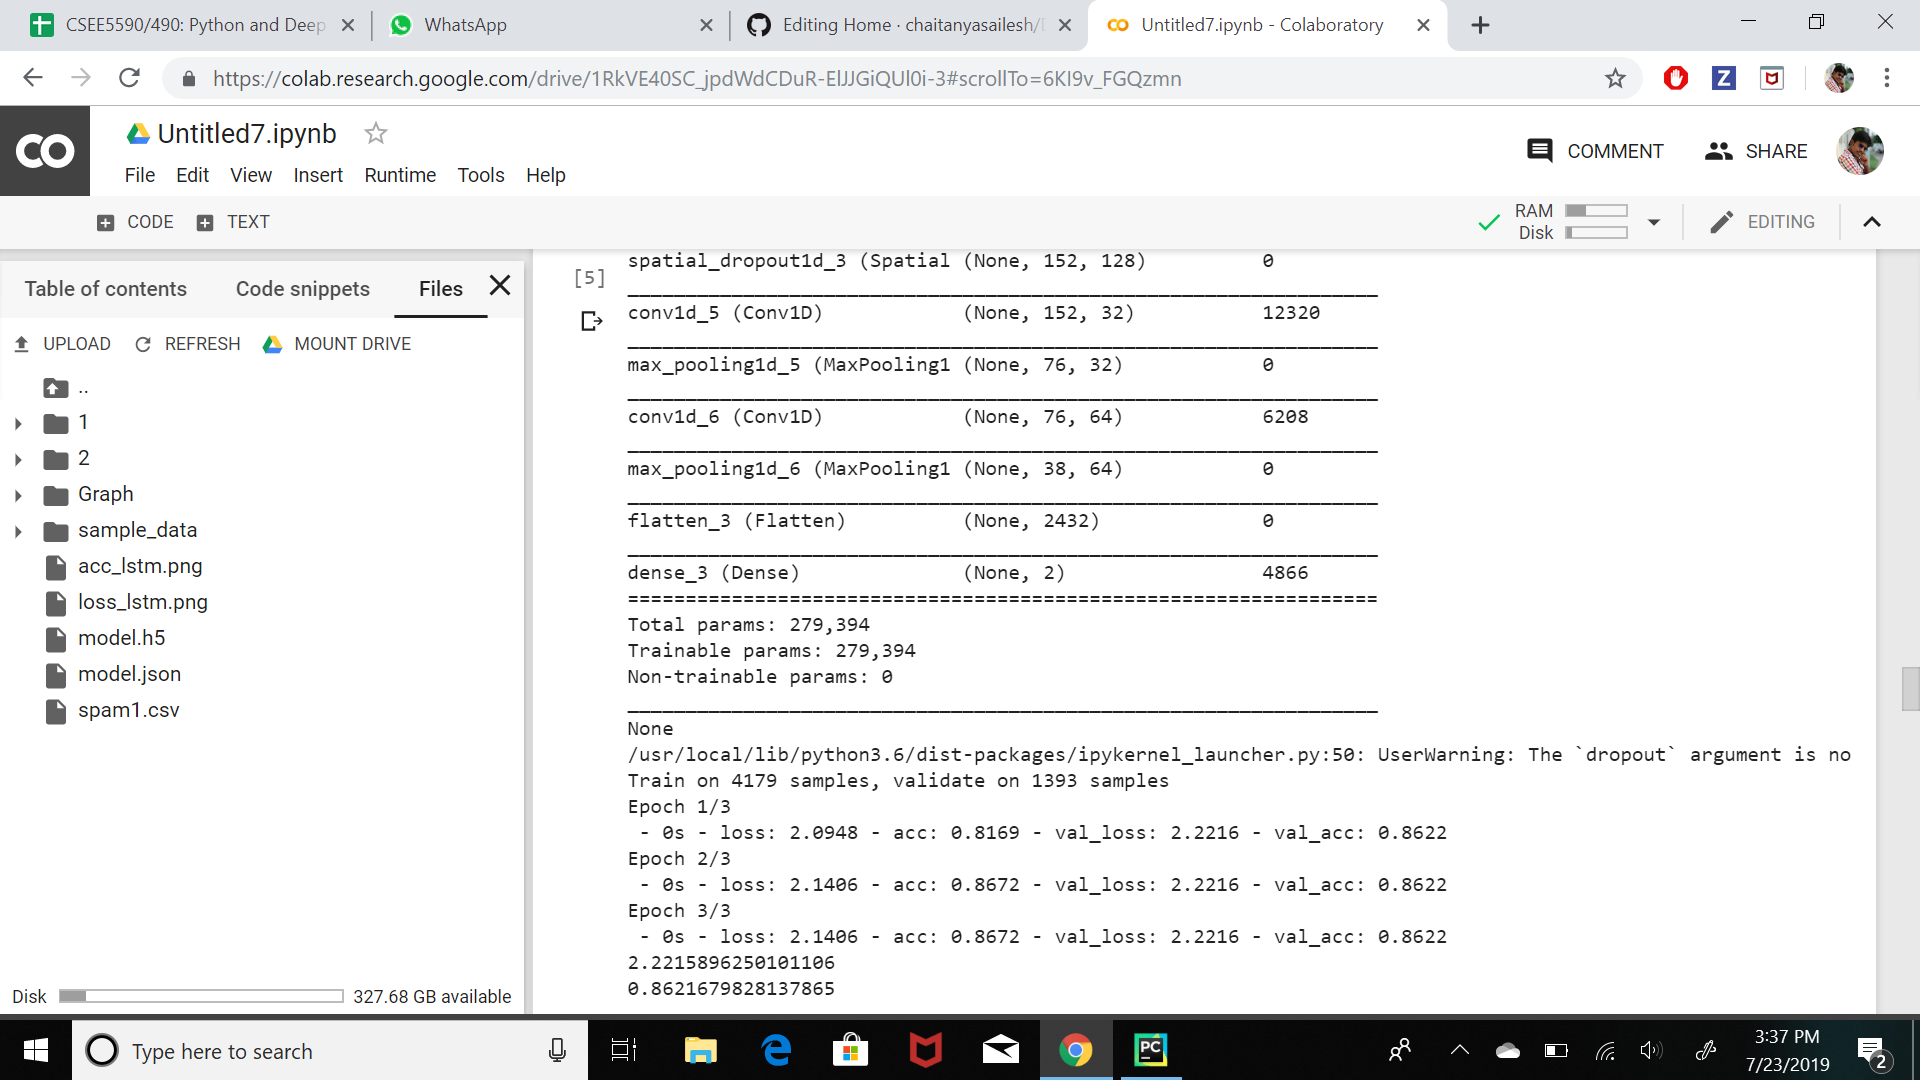 CSEE5590/490: Python and Deep
WhatsApp
Editing Home · chaitanyasailesh/
Untitled7.ipynb - Colaboratory
https://colab.research.google.com/drive/1RkVE40SC_jpdWdCDuR-ElJJGiQUl0i-3#scrollTo=6KI9v_FGQzmn
Untitled7.ipynb
COMMENT
SHARE
File Edit View Insert Runtime Tools Help
CODE
TEXT
RAM
Disk
EDITING
Table of contents
Code snippets
Files
UPLOAD
REFRESH
MOUNT DRIVE
..
1
2
Graph
sample_data
acc_lstm.png
loss_lstm.png
model.h5
model.json
spam1.csv
Disk
327.68 GB available
[5]
spatial_dropout1d_3 (Spatial (None, 152, 128) 0
conv1d_5 (Conv1D) (None, 152, 32) 12320
max_pooling1d_5 (MaxPooling1 (None, 76, 32) 0
conv1d_6 (Conv1D) (None, 76, 64) 6208
max_pooling1d_6 (MaxPooling1 (None, 38, 64) 0
flatten_3 (Flatten) (None, 2432) 0
dense_3 (Dense) (None, 2) 4866
=================================================================
Total params: 279,394
Trainable params: 279,394
Non-trainable params: 0
None
/usr/local/lib/python3.6/dist-packages/ipykernel_launcher.py:50: UserWarning: The `dropout` argument is no
Train on 4179 samples, validate on 1393 samples
Epoch 1/3
- 0s - loss: 2.0948 - acc: 0.8169 - val_loss: 2.2216 - val_acc: 0.8622
Epoch 2/3
- 0s - loss: 2.1406 - acc: 0.8672 - val_loss: 2.2216 - val_acc: 0.8622
Epoch 3/3
- 0s - loss: 2.1406 - acc: 0.8672 - val_loss: 2.2216 - val_acc: 0.8622
2.2215896250101106
0.8621679828137865
Type here to search
3:37 PM
7/23/2019
2